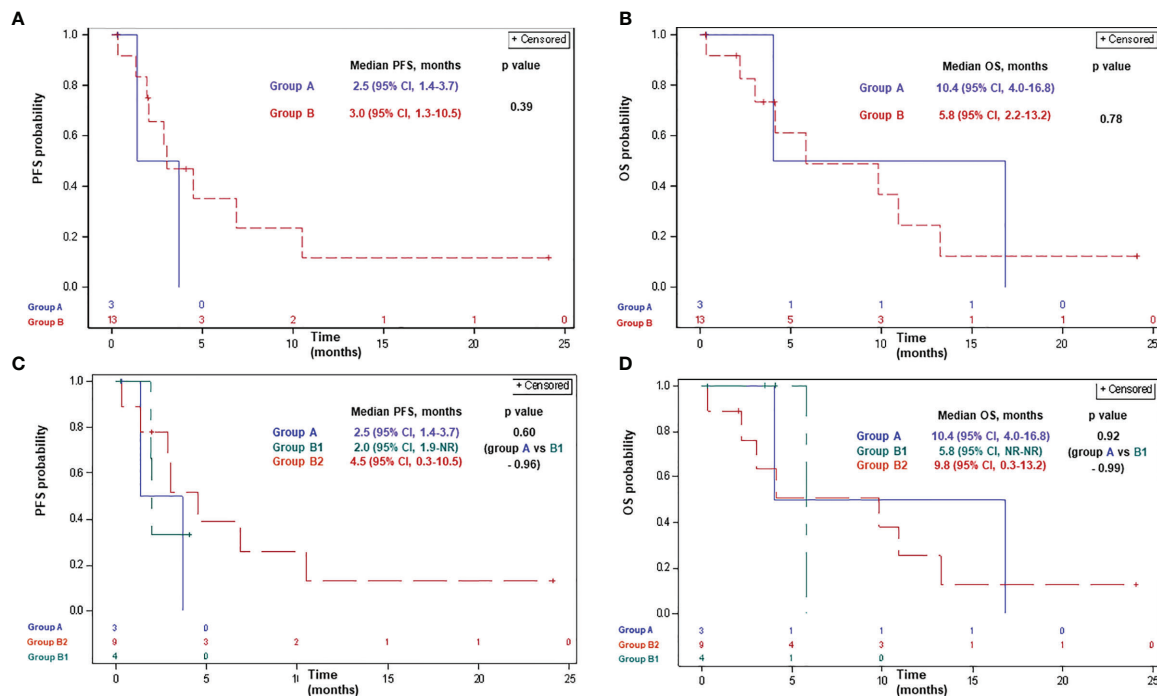 A
+ Censored
Median PFS, months p value
Group A 2.5 (95% CI, 1.4-3.7)
0.39
Group B 3.0 (95% CI, 1.3-10.5)
PFS probability
1.0
0.8
0.6
0.4
0.2
0.0
Group A 3 0
Group B 13 3 2 1 1 0
0 5 10 15 20 25
Time
(months)
B
+ Censored
Median OS, months p value
Group A 10.4 (95% CI, 4.0-16.8)
Group B 5.8 (95% CI, 2.2-13.2) 0.78
OS probability
1.0
0.8
0.6
0.4
0.2
0.0
Group A 3 1 1 1 0
Group B 13 5 3 1 1 0
0 5 10 15 20 25
Time
(months)
C
+ Censored
Median PFS, months p value
Group A 2.5 (95% CI, 1.4-3.7) 0.60
Group B1 2.0 (95% CI, 1.9-NR) (group A vs B1
Group B2 4.5 (95% CI, 0.3-10.5) - 0.96)
PFS probability
1.0
0.8
0.6
0.4
0.2
0.0
Group A 3 0
Group B2 9 3 2 1 1 0
Group B1 4 0
0 5 10 15 20 25
Time
(months)
D
+ Censored
Median OS, months p value
Group A 10.4 (95% CI, 4.0-16.8) 0.92
Group B1 5.8 (95% CI, NR-NR) (group A vs B1
Group B2 9.8 (95% CI, 0.3-13.2) - 0.99)
OS probability
1.0
0.8
0.6
0.4
0.2
0.0
Group A 3 1 1 1 0
Group B2 9 4 3 1 1 0
Group B1 4 1 0
0 5 10 15 20 25
Time
(months)